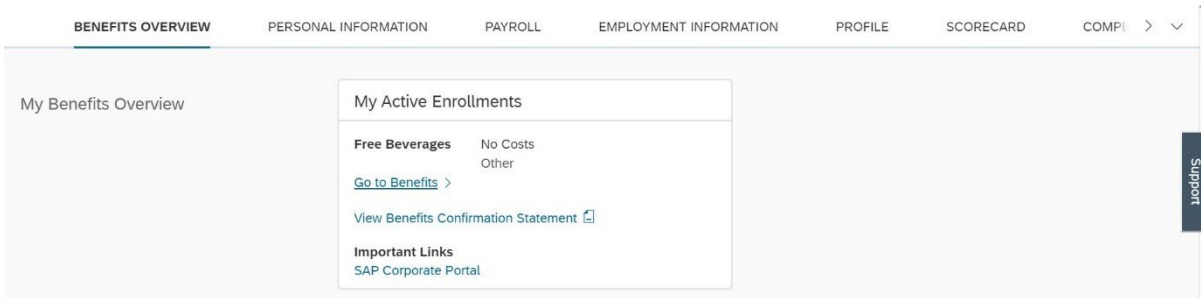 BENEFITS OVERVIEW PERSONAL INFORMATION PAYROLL EMPLOYMENT INFORMATION PROFILE SCORECARD
My Benefits Overview
My Active Enrollments
Free Beverages No Costs
Other
Go to Benefits
View Benefits Confirmation Statement
Important Links
SAP Corporate Portal
Support